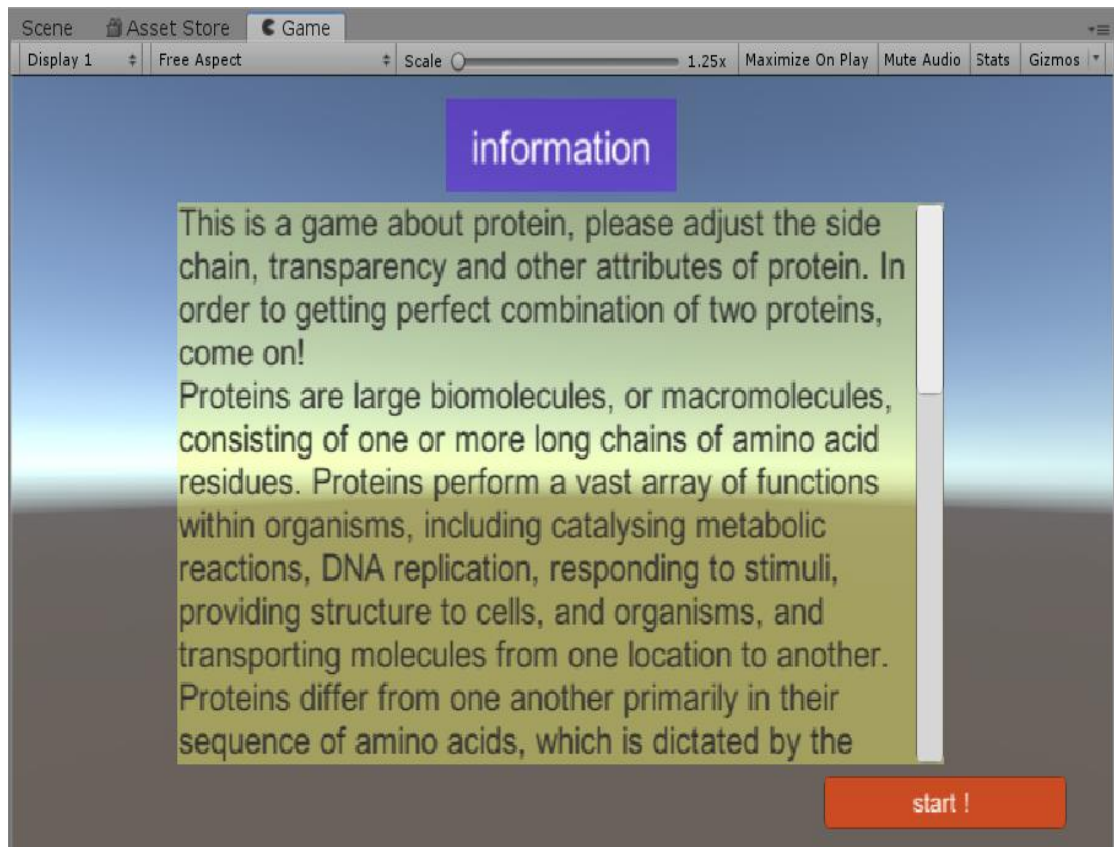 Scene Asset Store Game
Display 1 Free Aspect Scale 1.25x Maximize On Play Mute Audio Stats Gizmos
information
This is a game about protein, please adjust the side
chain, transparency and other attributes of protein. In
order to getting perfect combination of two proteins,
come on!
Proteins are large biomolecules, or macromolecules,
consisting of one or more long chains of amino acid
residues. Proteins perform a vast array of functions
within organisms, including catalysing metabolic
reactions, DNA replication, responding to stimuli,
providing structure to cells, and organisms, and
transporting molecules from one location to another.
Proteins differ from one another primarily in their
sequence of amino acids, which is dictated by the
start !